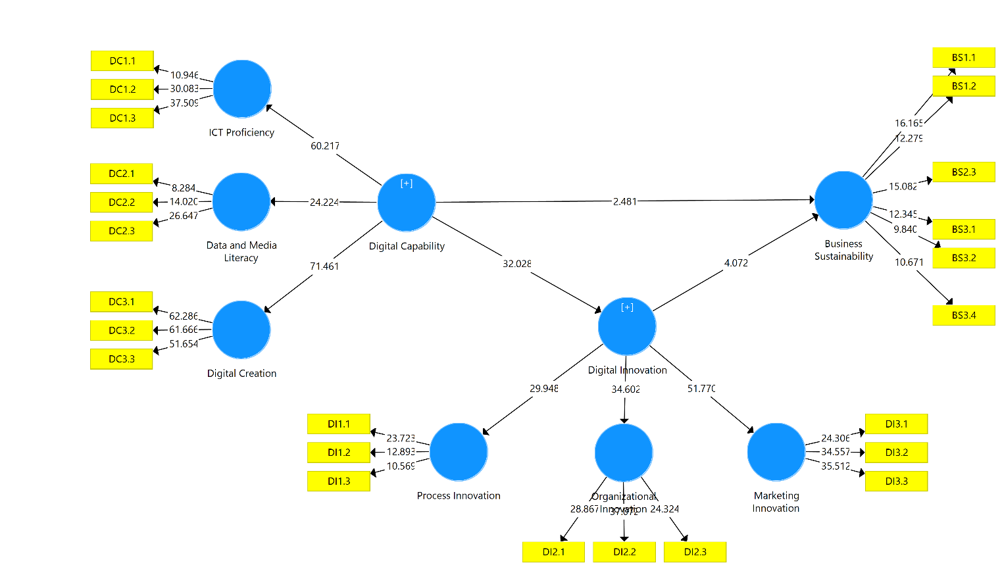 DC1.1
DC1.2
DC1.3
10.946
30.083
37.509
ICT Proficiency
60.217
DC2.1
DC2.2
DC2.3
8.284
14.020
26.647
Data and Media
Literacy
24.224
[+]
Digital Capability
71.461
DC3.1
DC3.2
DC3.3
62.286
61.666
51.654
Digital Creation
2.481
32.028
4.072
Business
Sustainability
16.165
12.279
15.082
12.345
9.840
10.671
BS1.1
BS1.2
BS2.3
BS3.1
BS3.2
BS3.4
[+]
Digital Innovation
29.948
34.602
51.770
DI1.1
DI1.2
DI1.3
23.723
12.893
10.569
Process Innovation
Organizational
Innovation
28.867
24.324
DI2.1
DI2.2
DI2.3
Marketing
Innovation
24.306
34.557
35.512
DI3.1
DI3.2
DI3.3